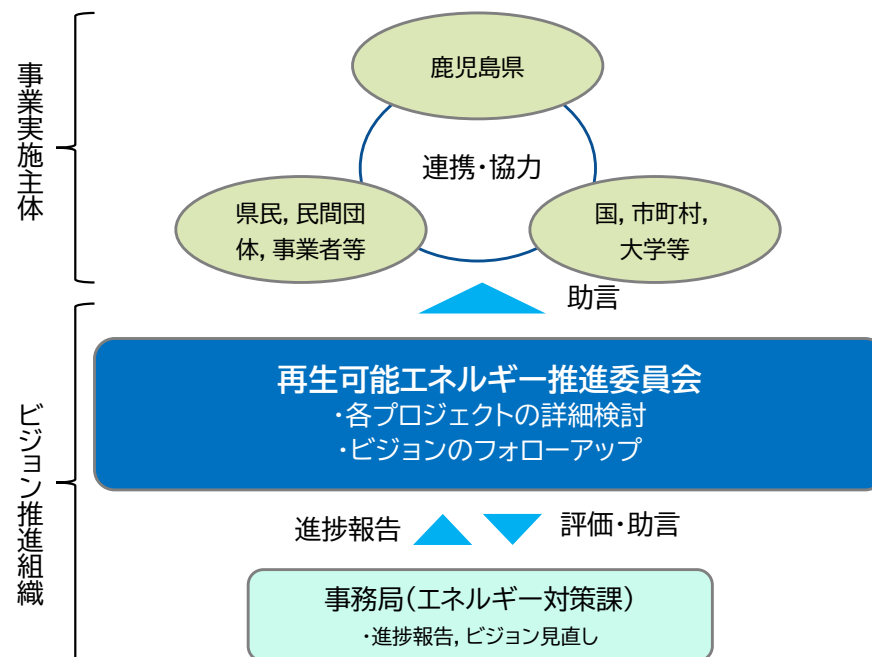 事業実施主体
鹿児島県
連携・協力
県民, 民間団
体, 事業者等
国, 市町村,
大学等
助言
ビジョン推進組織
再生可能エネルギー推進委員会
・各プロジェクトの詳細検討
・ビジョンのフォローアップ
進捗報告
評価・助言
事務局(エネルギー対策課)
・進捗報告, ビジョン見直し